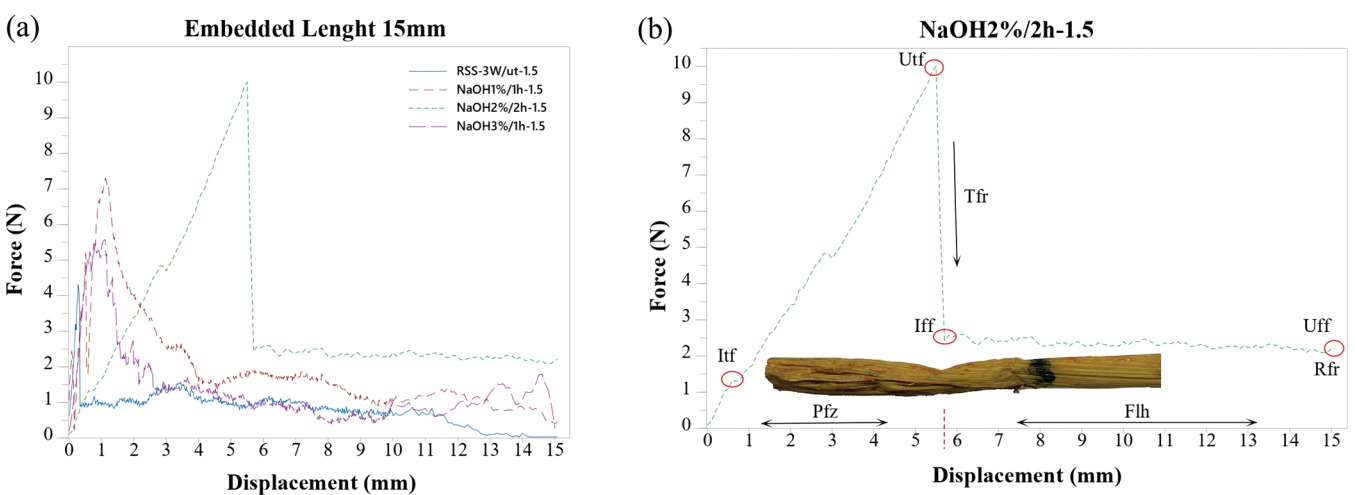 (a)
Embedded Lenght 15mm
RSS-3W/ut-1.5
NaOH1%/1h-1.5
NaOH2%/2h-1.5
NaOH3%/1h-1.5
10
9
8
7
6
5
4
3
2
1
0
Force (N)
0 1 2 3 4 5 6 7 8 9 10 11 12 13 14 15
Displacement (mm)
(b)
NaOH2%/2h-1.5
Utf
Tfr
Iff
Uff
Itf
Rfr
Pfz
Flh
10
9
8
7
6
5
4
3
2
1
0
Force (N)
0 1 2 3 4 5 6 7 8 9 10 11 12 13 15
Displacement (mm)